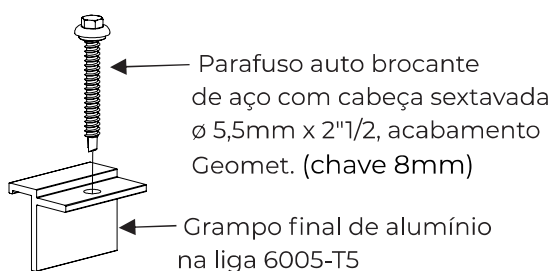 Parafuso auto brocante
de aço com cabeça sextavada
ø 5,5mm x 2"1/2, acabamento
Geomet. (chave 8mm)
Grampo final de alumínio
na liga 6005-T5